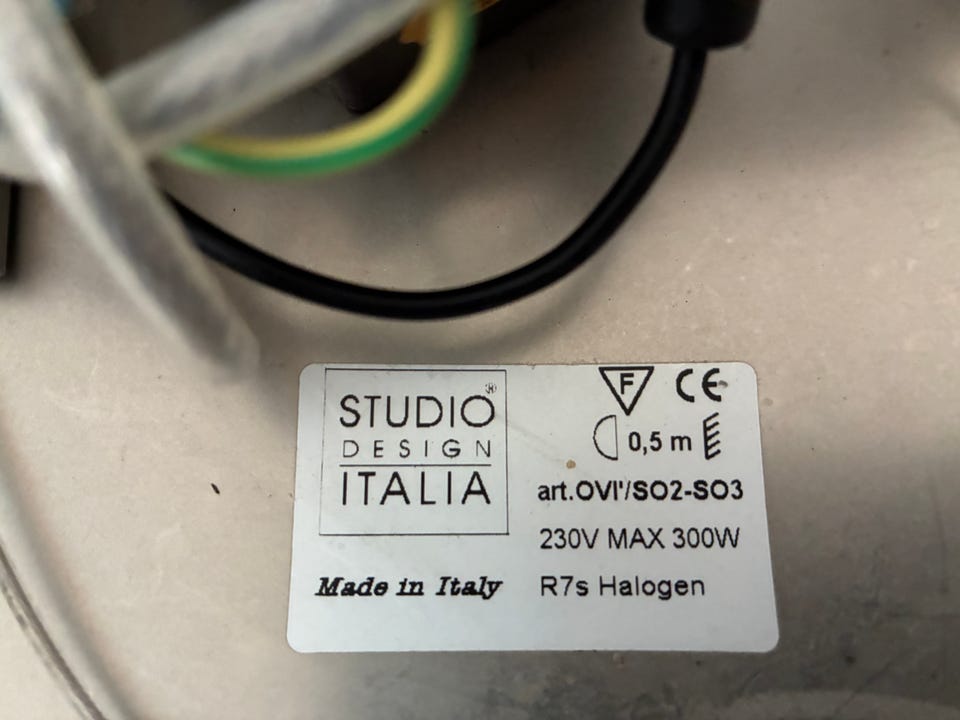 STUDIO®
DESIGN
ITALIA
Made in Italy
F CE
0,5 m
art.OVI'/SO2-SO3
230V MAX 300W
R7s Halogen